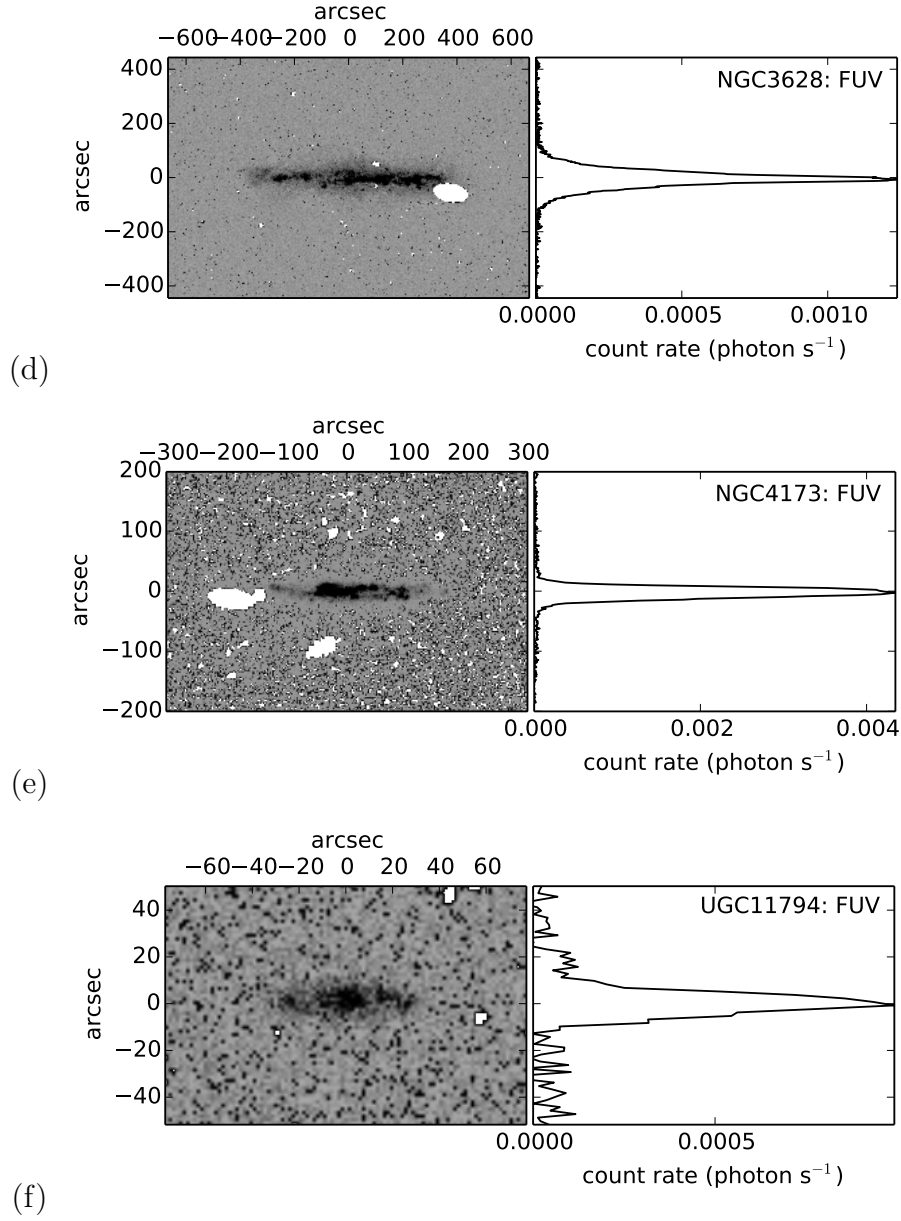 arcsec
−600 −400 −200 0 200 400 600
400
200
0
−200
−400
arcsec
NGC3628: FUV
0.0000 0.0005 0.0010
count rate (photon s⁻¹)
(d)
arcsec
−300 −200 −100 0 100 200 300
200
100
0
−100
−200
arcsec
NGC4173: FUV
0.000 0.002 0.004
count rate (photon s⁻¹)
(e)
arcsec
−60 −40 −20 0 20 40 60
40
20
0
−20
−40
arcsec
UGC11794: FUV
0.0000 0.0005
count rate (photon s⁻¹)
(f)